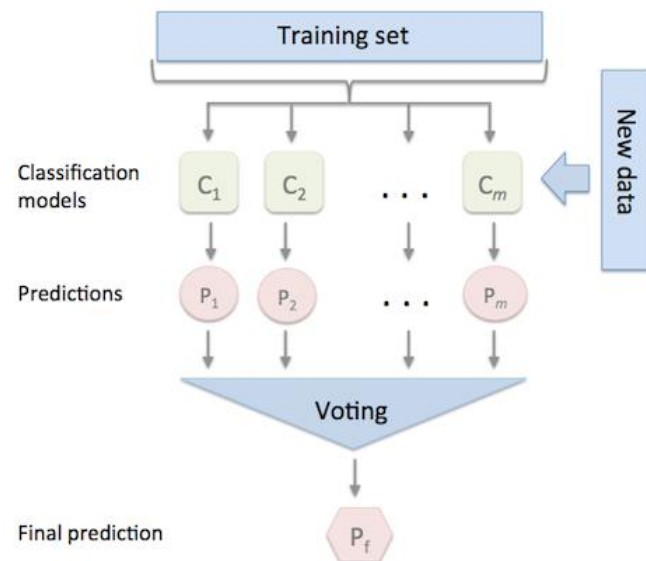 Training set
New data
Classification
models
C1 C2 . . . Cm
Predictions
P1 P2 . . . Pm
Voting
Final prediction
Pf